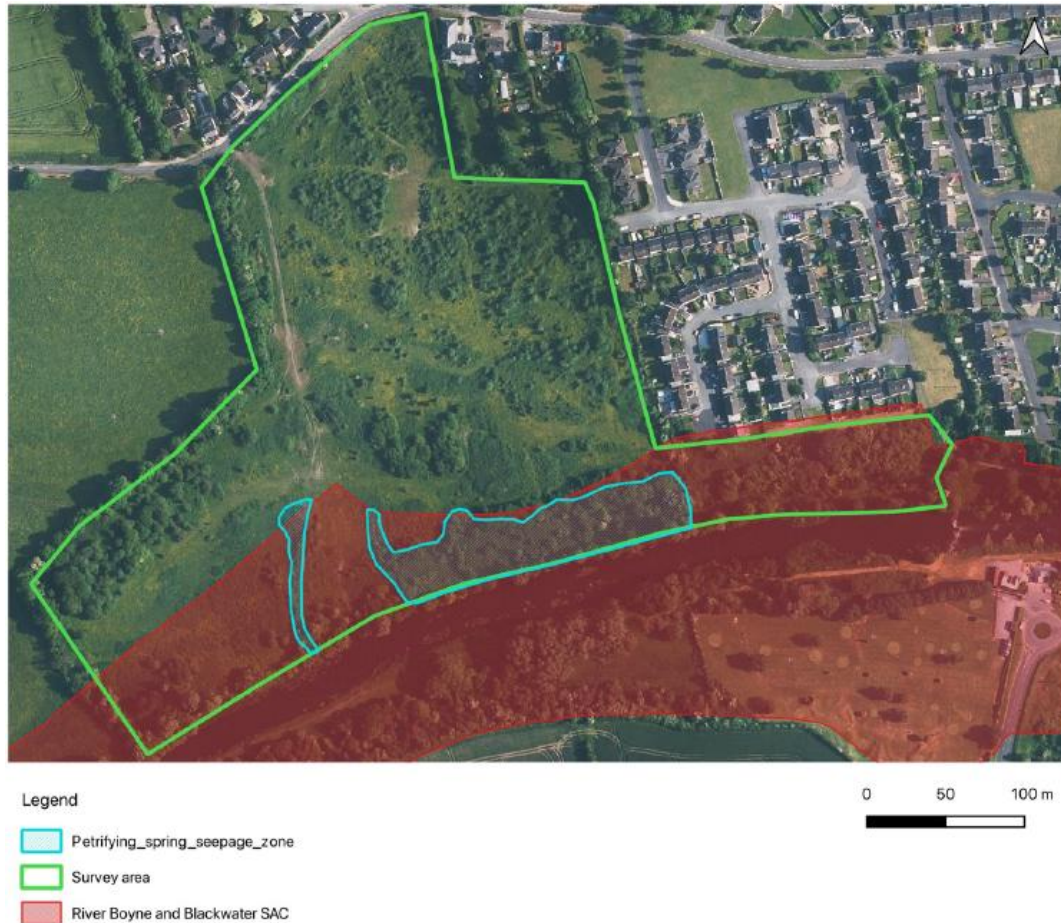 Legend
Petrifying_spring_seepage_zone
Survey area
River Boyne and Blackwater SAC
0 50 100 m